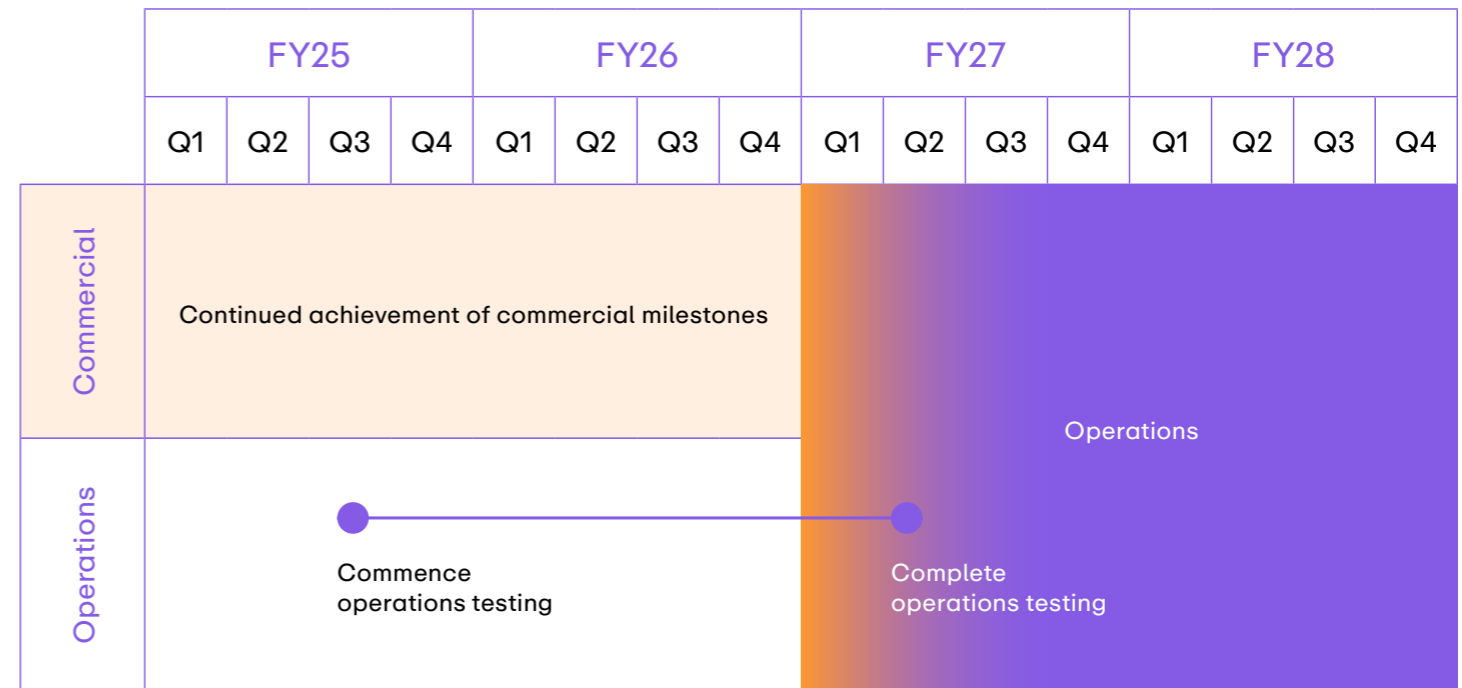 FY25 FY26 FY27 FY28
Q1 Q2 Q3 Q4 Q1 Q2 Q3 Q4 Q1 Q2 Q3 Q4 Q1 Q2 Q3 Q4
Commercial
Continued achievement of commercial milestones
Operations
Operations
Commence
operations testing
Complete
operations testing